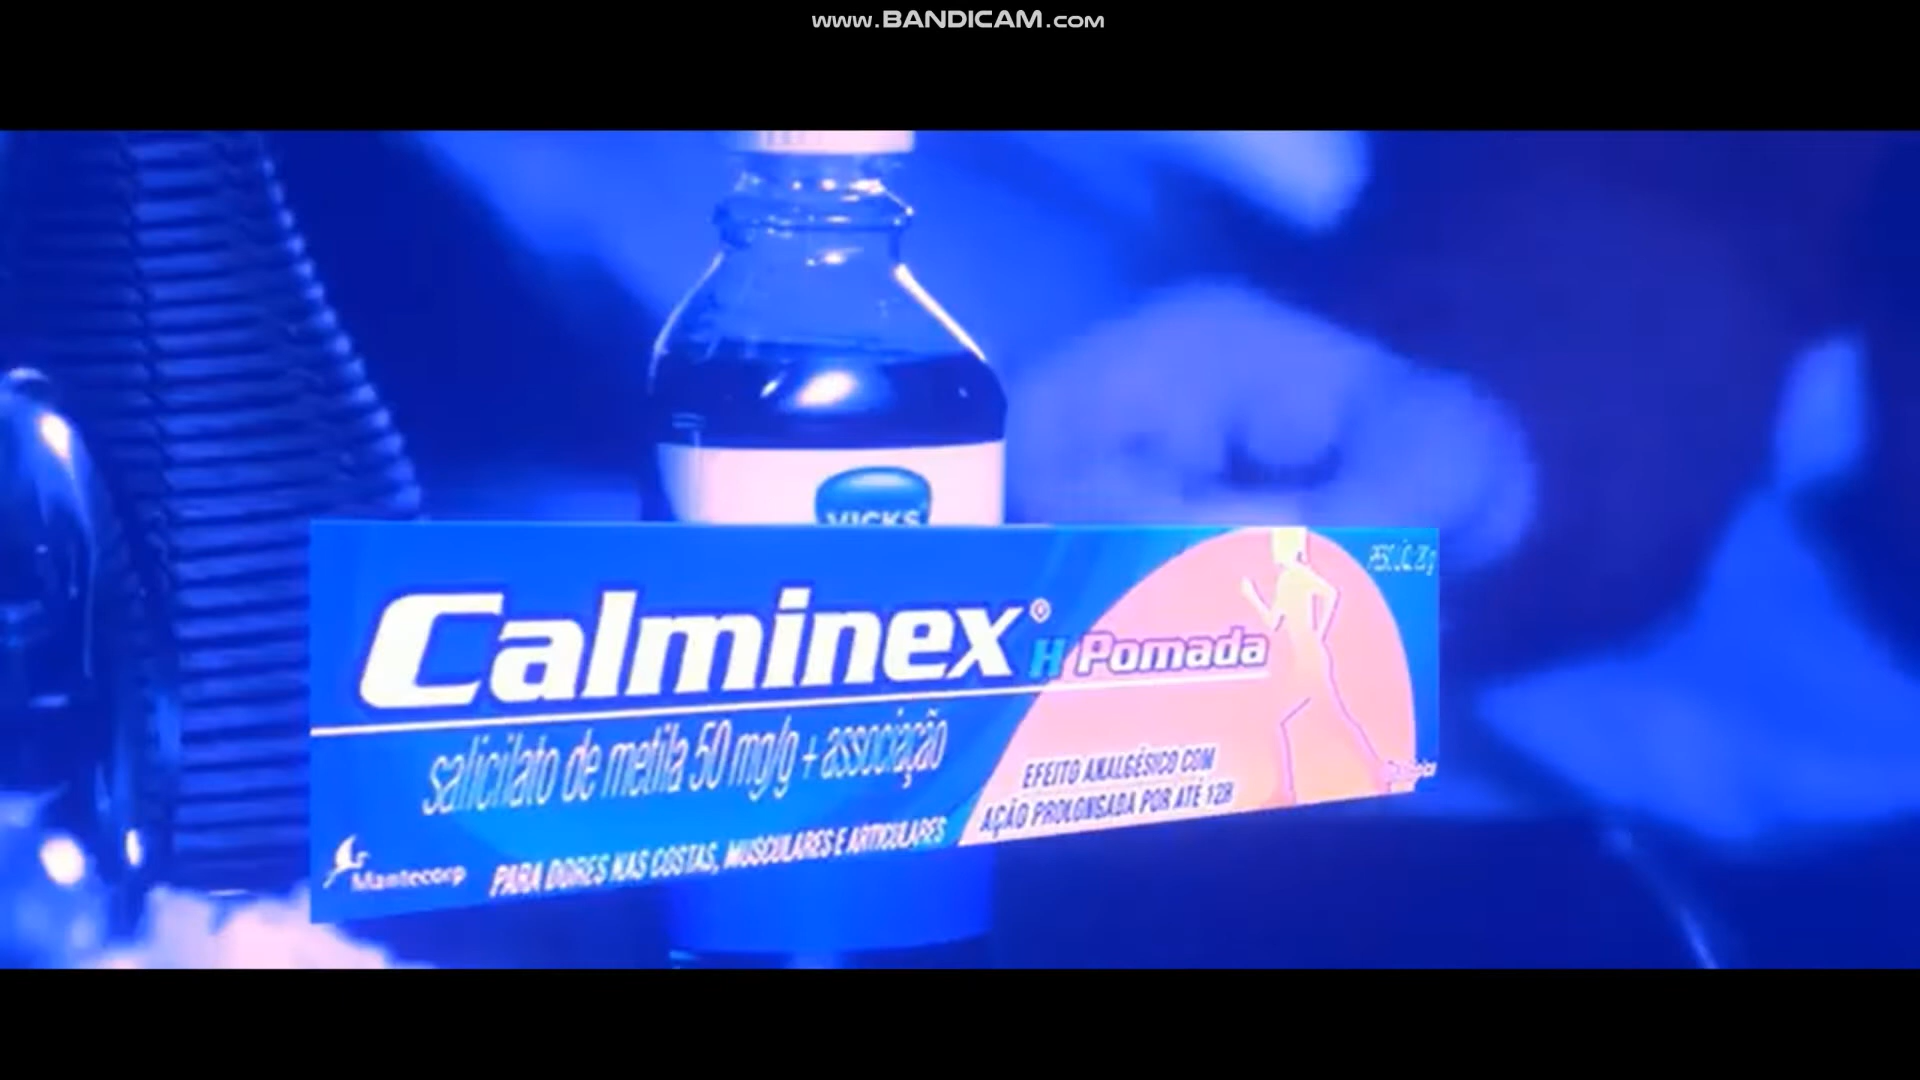 www.BANDICAM.com
VICKS
Calminex® H Pomada
salicilato de metila 50 mg/g + associação
EFEITO ANALGÉSICO COM
AÇÃO PROLONGADA POR ATÉ 12H
Mantecorp
PARA DORES NAS COSTAS, MUSCULARES E ARTICULARES